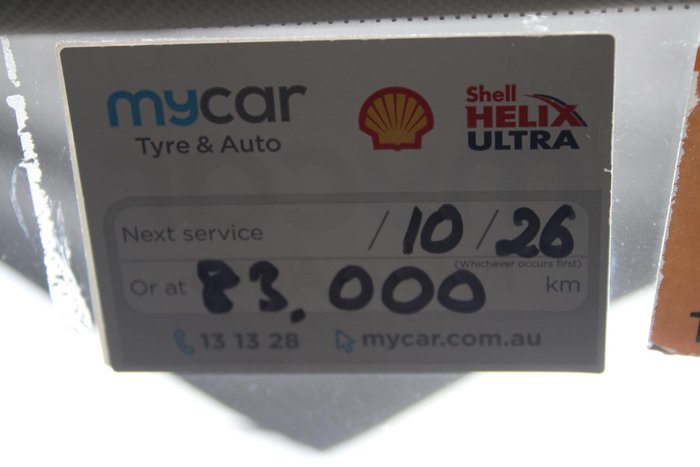 mycar
Tyre & Auto
Shell
HELIX
ULTRA
Next service /10/26
(Whichever occurs first)
Or at 83,000 km
13 13 28 mycar.com.au